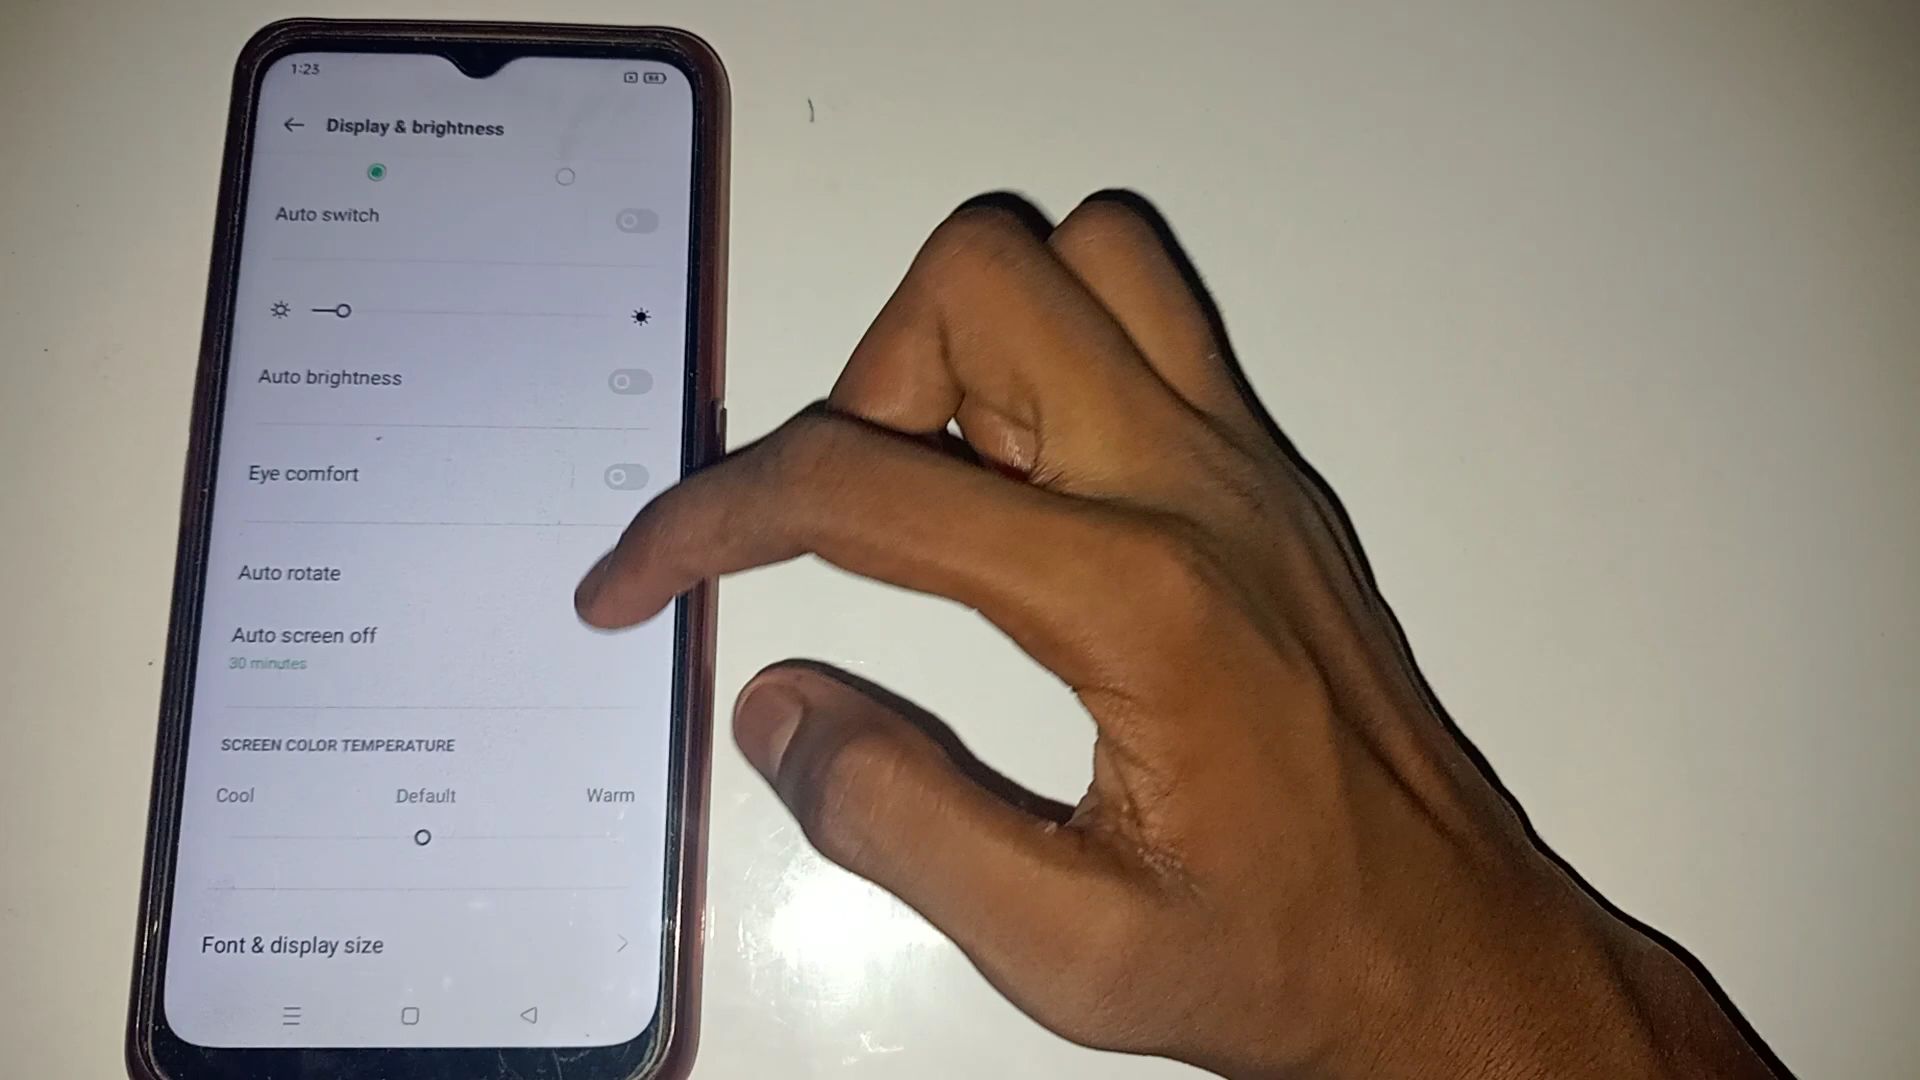 1:23
Display & brightness
Auto switch
Auto brightness
Eye comfort
Auto rotate
Auto screen off
30 minutes
SCREEN COLOR TEMPERATURE
Cool Default Warm
Font & display size